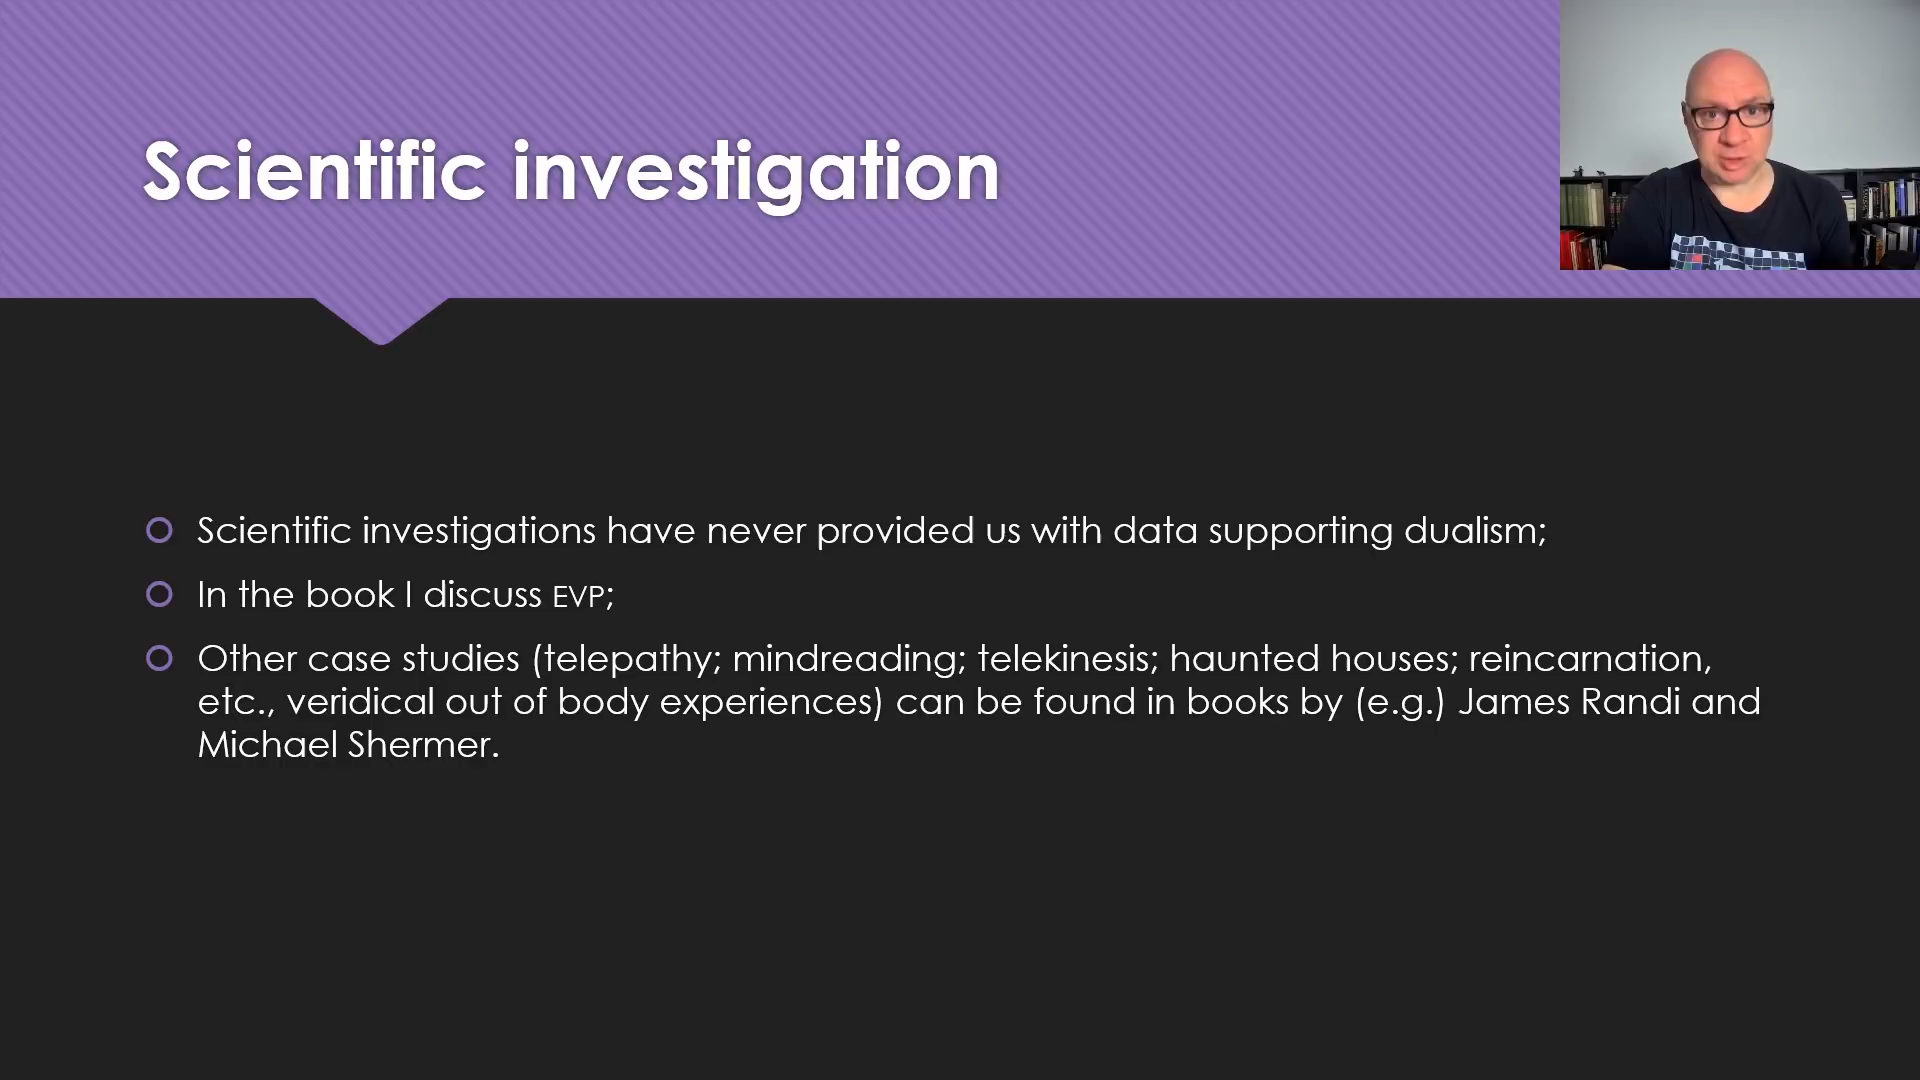 Scientific investigation
Scientific investigations have never provided us with data supporting dualism;
In the book I discuss EVP;
Other case studies (telepathy; mindreading; telekinesis; haunted houses; reincarnation,
etc., veridical out of body experiences) can be found in books by (e.g.) James Randi and
Michael Shermer.